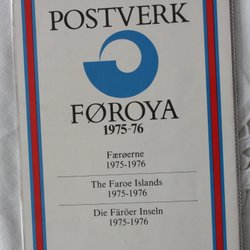 POSTVERK
FØROYA
1975-76
Færøerne
1975-1976
The Faroe Islands
1975-1976
Die Färöer Inseln
1975-1976